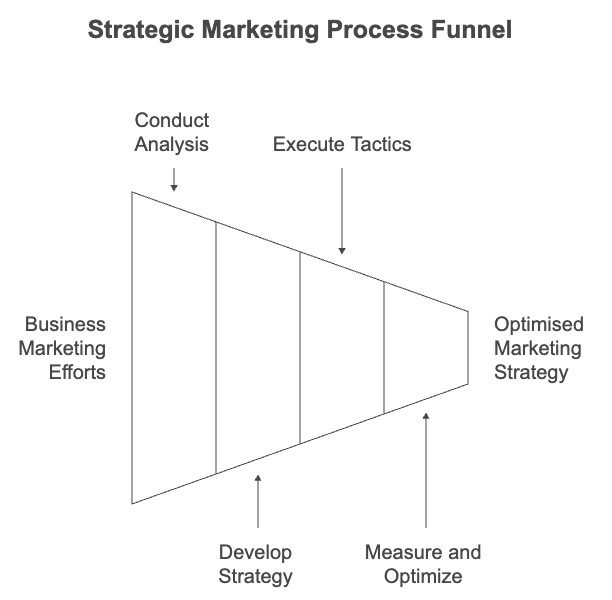 Strategic Marketing Process Funnel
Conduct
Analysis
Execute Tactics
Business
Marketing
Efforts
Optimised
Marketing
Strategy
Develop
Strategy
Measure and
Optimize